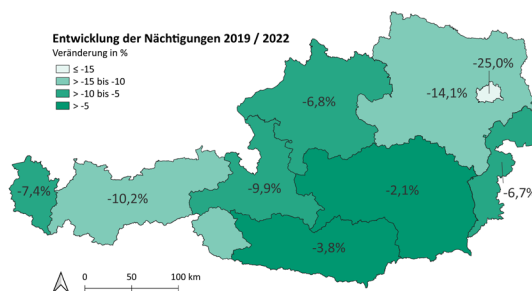 Entwicklung der Nächtigungen 2019 / 2022
Veränderung in %
≤ -15
> -15 bis -10
> -10 bis -5
> -5
-25,0%
-14,1%
-6,8%
-7,4%
-10,2%
-9,9%
-2,1%
-6,7%
-3,8%
0 50 100 km